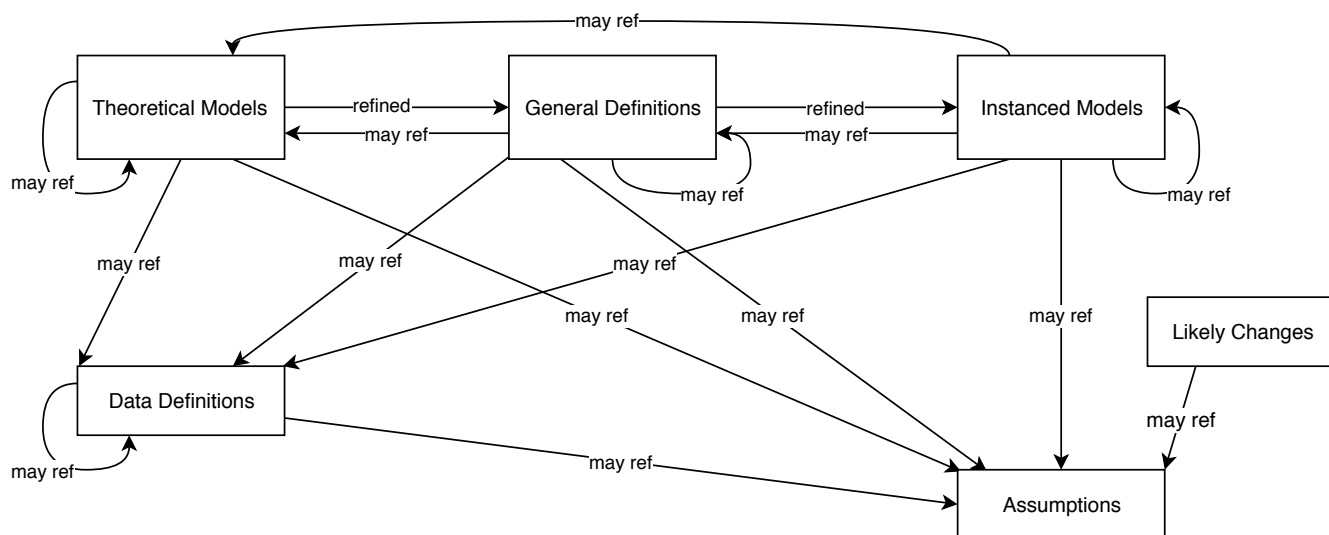 may ref
Theoretical Models
refined
General Definitions
refined
Instanced Models
may ref
may ref
may ref
may ref
may ref
may ref
may ref
may ref
may ref
may ref
may ref
may ref
Likely Changes
Data Definitions
may ref
may ref
may ref
Assumptions